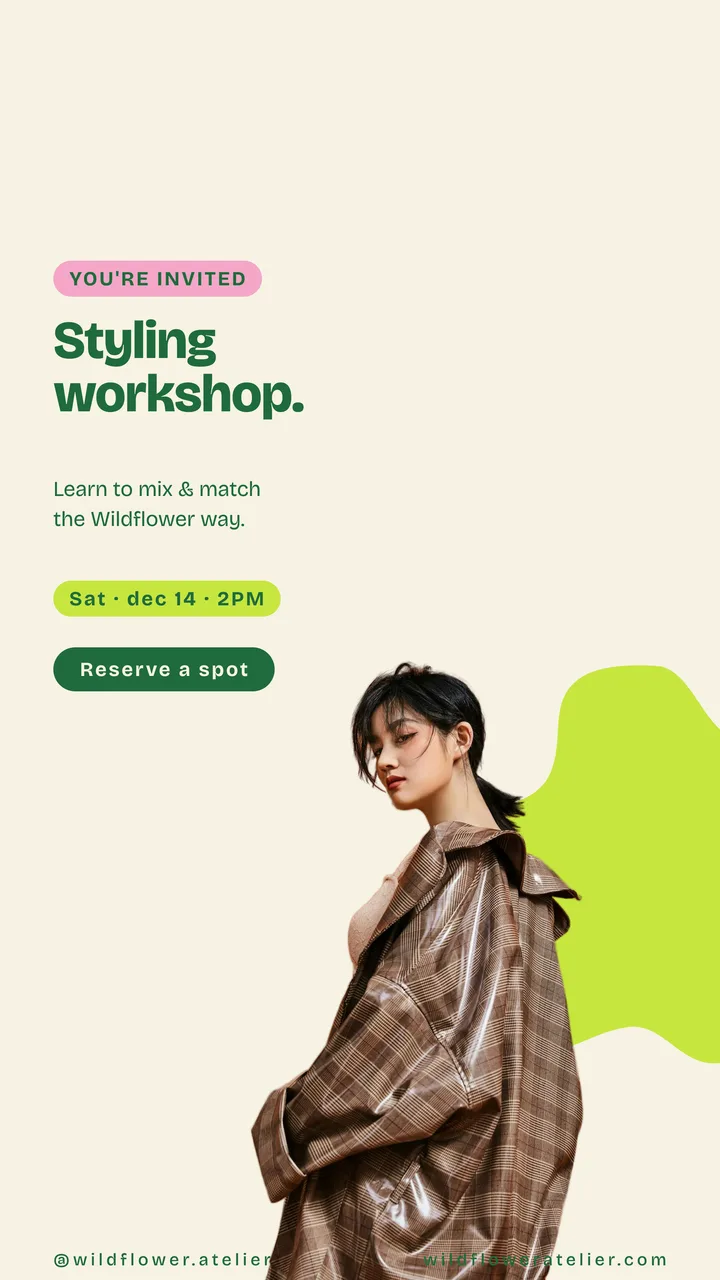 YOU'RE INVITED
Styling
workshop.
Learn to mix & match
the Wildflower way.
Sat · dec 14 · 2PM
Reserve a spot
@wildflower.atelier
wildfloweratelier.com